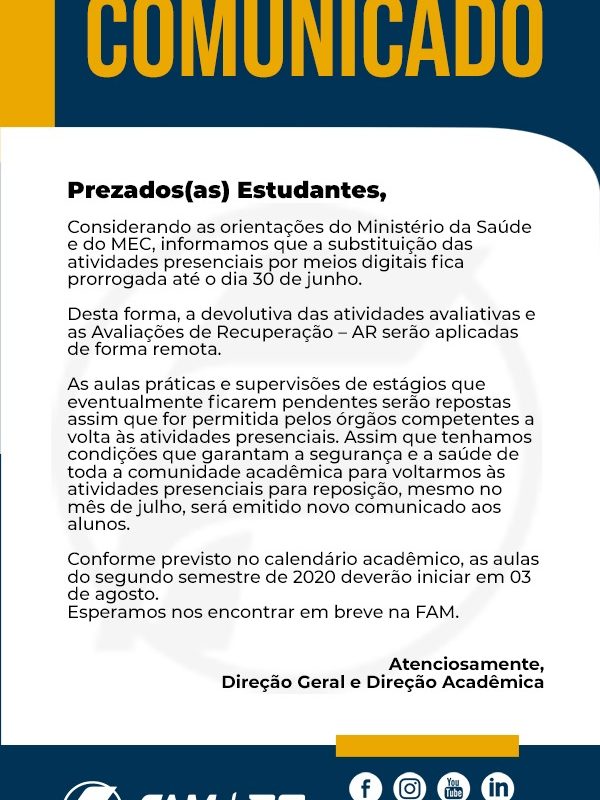 COMUNICADO
Prezados(as) Estudantes,
Considerando as orientações do Ministério da Saúde
e do MEC, informamos que a substituição das
atividades presenciais por meios digitais fica
prorrogada até o dia 30 de junho.
Desta forma, a devolutiva das atividades avaliativas e
as Avaliações de Recuperação – AR serão aplicadas
de forma remota.
As aulas práticas e supervisões de estágios que
eventualmente ficarem pendentes serão repostas
assim que for permitida pelos órgãos competentes a
volta às atividades presenciais. Assim que tenhamos
condições que garantam a segurança e a saúde de
toda a comunidade acadêmica para voltarmos às
atividades presenciais para reposição, mesmo no
mês de julho, será emitido novo comunicado aos
alunos.
Conforme previsto no calendário acadêmico, as aulas
do segundo semestre de 2020 deverão iniciar em 03
de agosto.
Esperamos nos encontrar em breve na FAM.
Atenciosamente,
Direção Geral e Direção Acadêmica
You
Tube
in